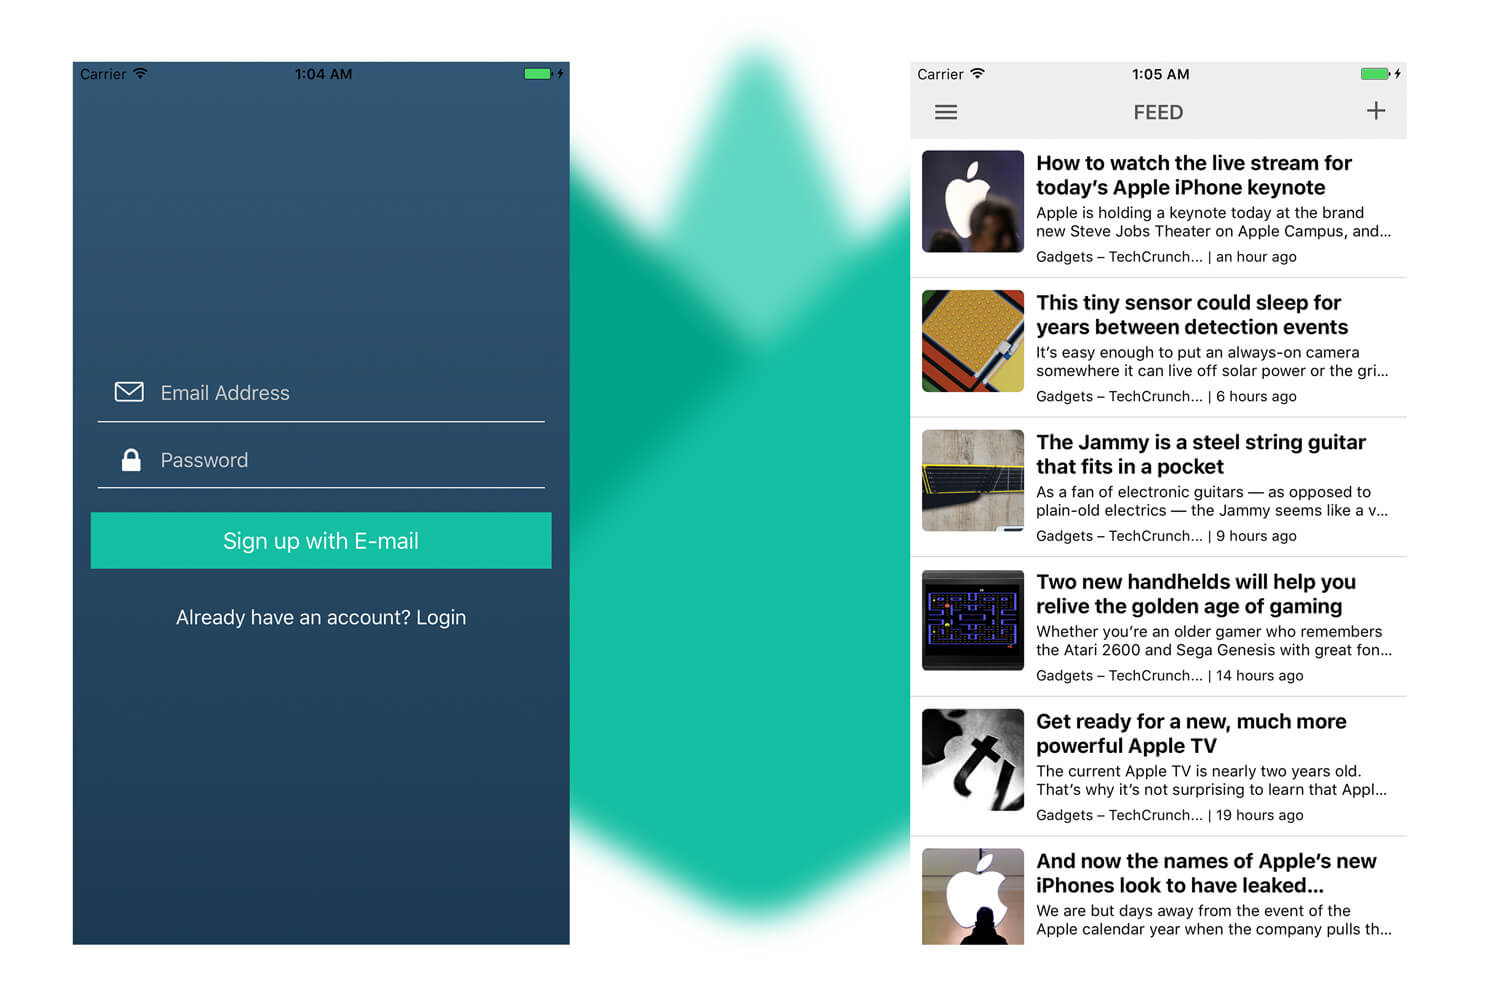 Carrier 1:04 AM
Email Address
Password
Sign up with E-mail
Already have an account? Login
Carrier 1:05 AM
FEED
How to watch the live stream for
today’s Apple iPhone keynote
Apple is holding a keynote today at the brand
new Steve Jobs Theater on Apple Campus, and...
Gadgets – TechCrunch... | an hour ago
This tiny sensor could sleep for
years between detection events
It’s easy enough to put an always-on camera
somewhere it can live off solar power or the gri...
Gadgets – TechCrunch... | 6 hours ago
The Jammy is a steel string guitar
that fits in a pocket
As a fan of electronic guitars — as opposed to
plain-old electrics — the Jammy seems like a v...
Gadgets – TechCrunch... | 9 hours ago
Two new handhelds will help you
relive the golden age of gaming
Whether you’re an older gamer who remembers
the Atari 2600 and Sega Genesis with great fon...
Gadgets – TechCrunch... | 14 hours ago
tv
Get ready for a new, much more
powerful Apple TV
The current Apple TV is nearly two years old.
That’s why it’s not surprising to learn that Appl...
Gadgets – TechCrunch... | 19 hours ago
And now the names of Apple’s new
iPhones look to have leaked...
We are but days away from the event of the
Apple calendar year when the company pulls th...